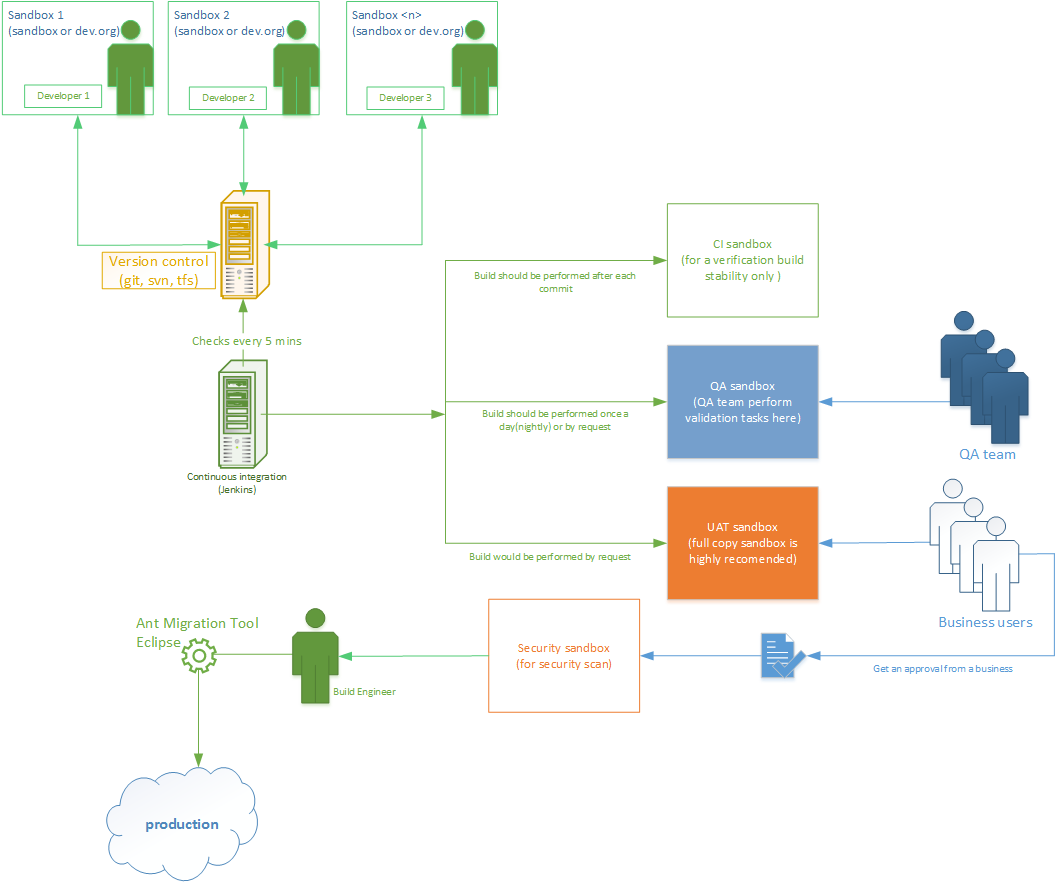 Sandbox 1
(sandbox or dev.org)
Developer 1
Sandbox 2
(sandbox or dev.org)
Developer 2
Sandbox <n>
(sandbox or dev.org)
Developer 3
Version control
(git, svn, tfs)
Checks every 5 mins
Continuous integration
(Jenkins)
Build should be performed after each
commit
CI sandbox
(for a verification build
stability only )
Build should be performed once a
day(nightly) or by request
QA sandbox
(QA team perform
validation tasks here)
QA team
Build would be performed by request
UAT sandbox
(full copy sandbox is
highly recomended)
Business users
Get an approval from a business
Security sandbox
(for security scan)
Build Engineer
Ant Migration Tool
Eclipse
production